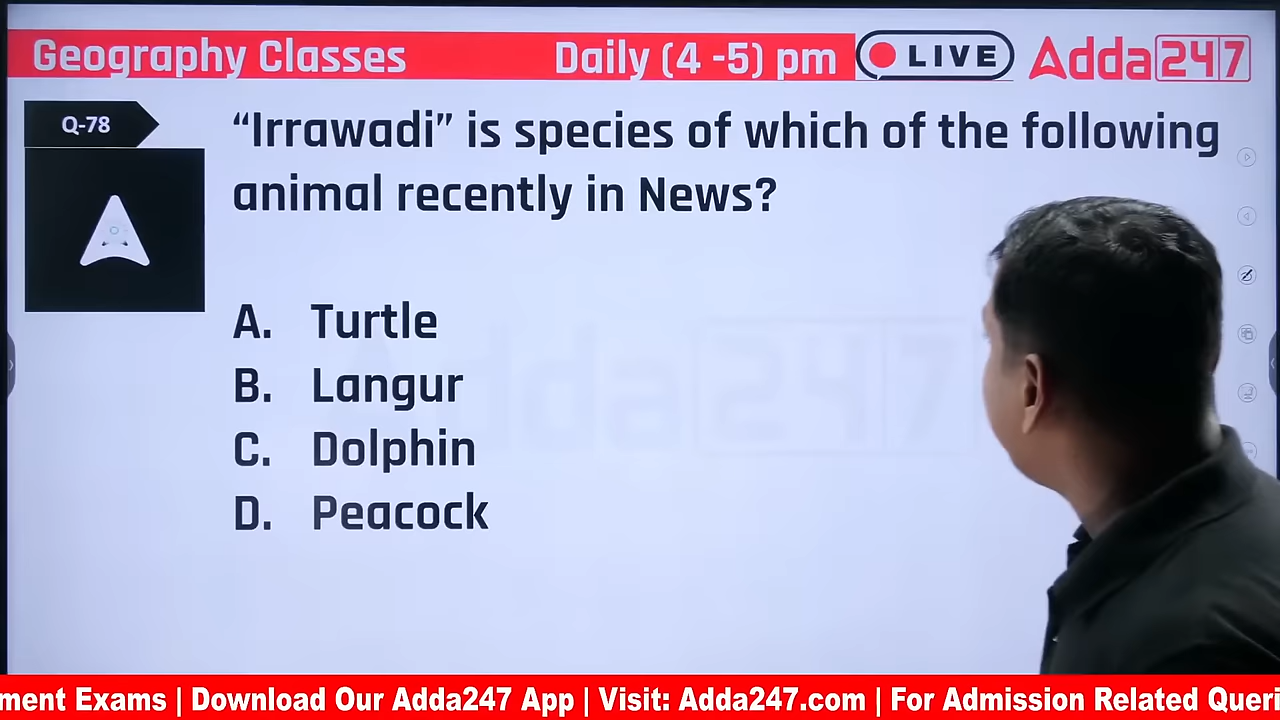 Geography Classes Daily (4 -5) pm LIVE Adda247
Q-78
“Irrawadi” is species of which of the following
animal recently in News?
A. Turtle
B. Langur
C. Dolphin
D. Peacock
Adda247
ment Exams | Download Our Adda247 App | Visit: Adda247.com | For Admission Related Queri